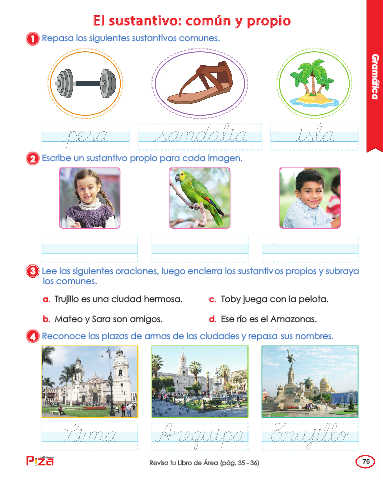 El sustantivo: común y propio
1 Repasa los siguientes sustantivos comunes.
Gramática
pesa sandalia isla
2 Escribe un sustantivo propio para cada imagen.
3 Lee las siguientes oraciones, luego encierra los sustantivos propios y subraya
los comunes.
a. Trujillo es una ciudad hermosa.
c. Toby juega con la pelota.
b. Mateo y Sara son amigos.
d. Ese río es el Amazonas.
4 Reconoce las plazas de armas de las ciudades y repasa sus nombres.
Lima Arequipa Trujillo
Piza
Revisa tu Libro de Área (pág. 35 - 36)
76